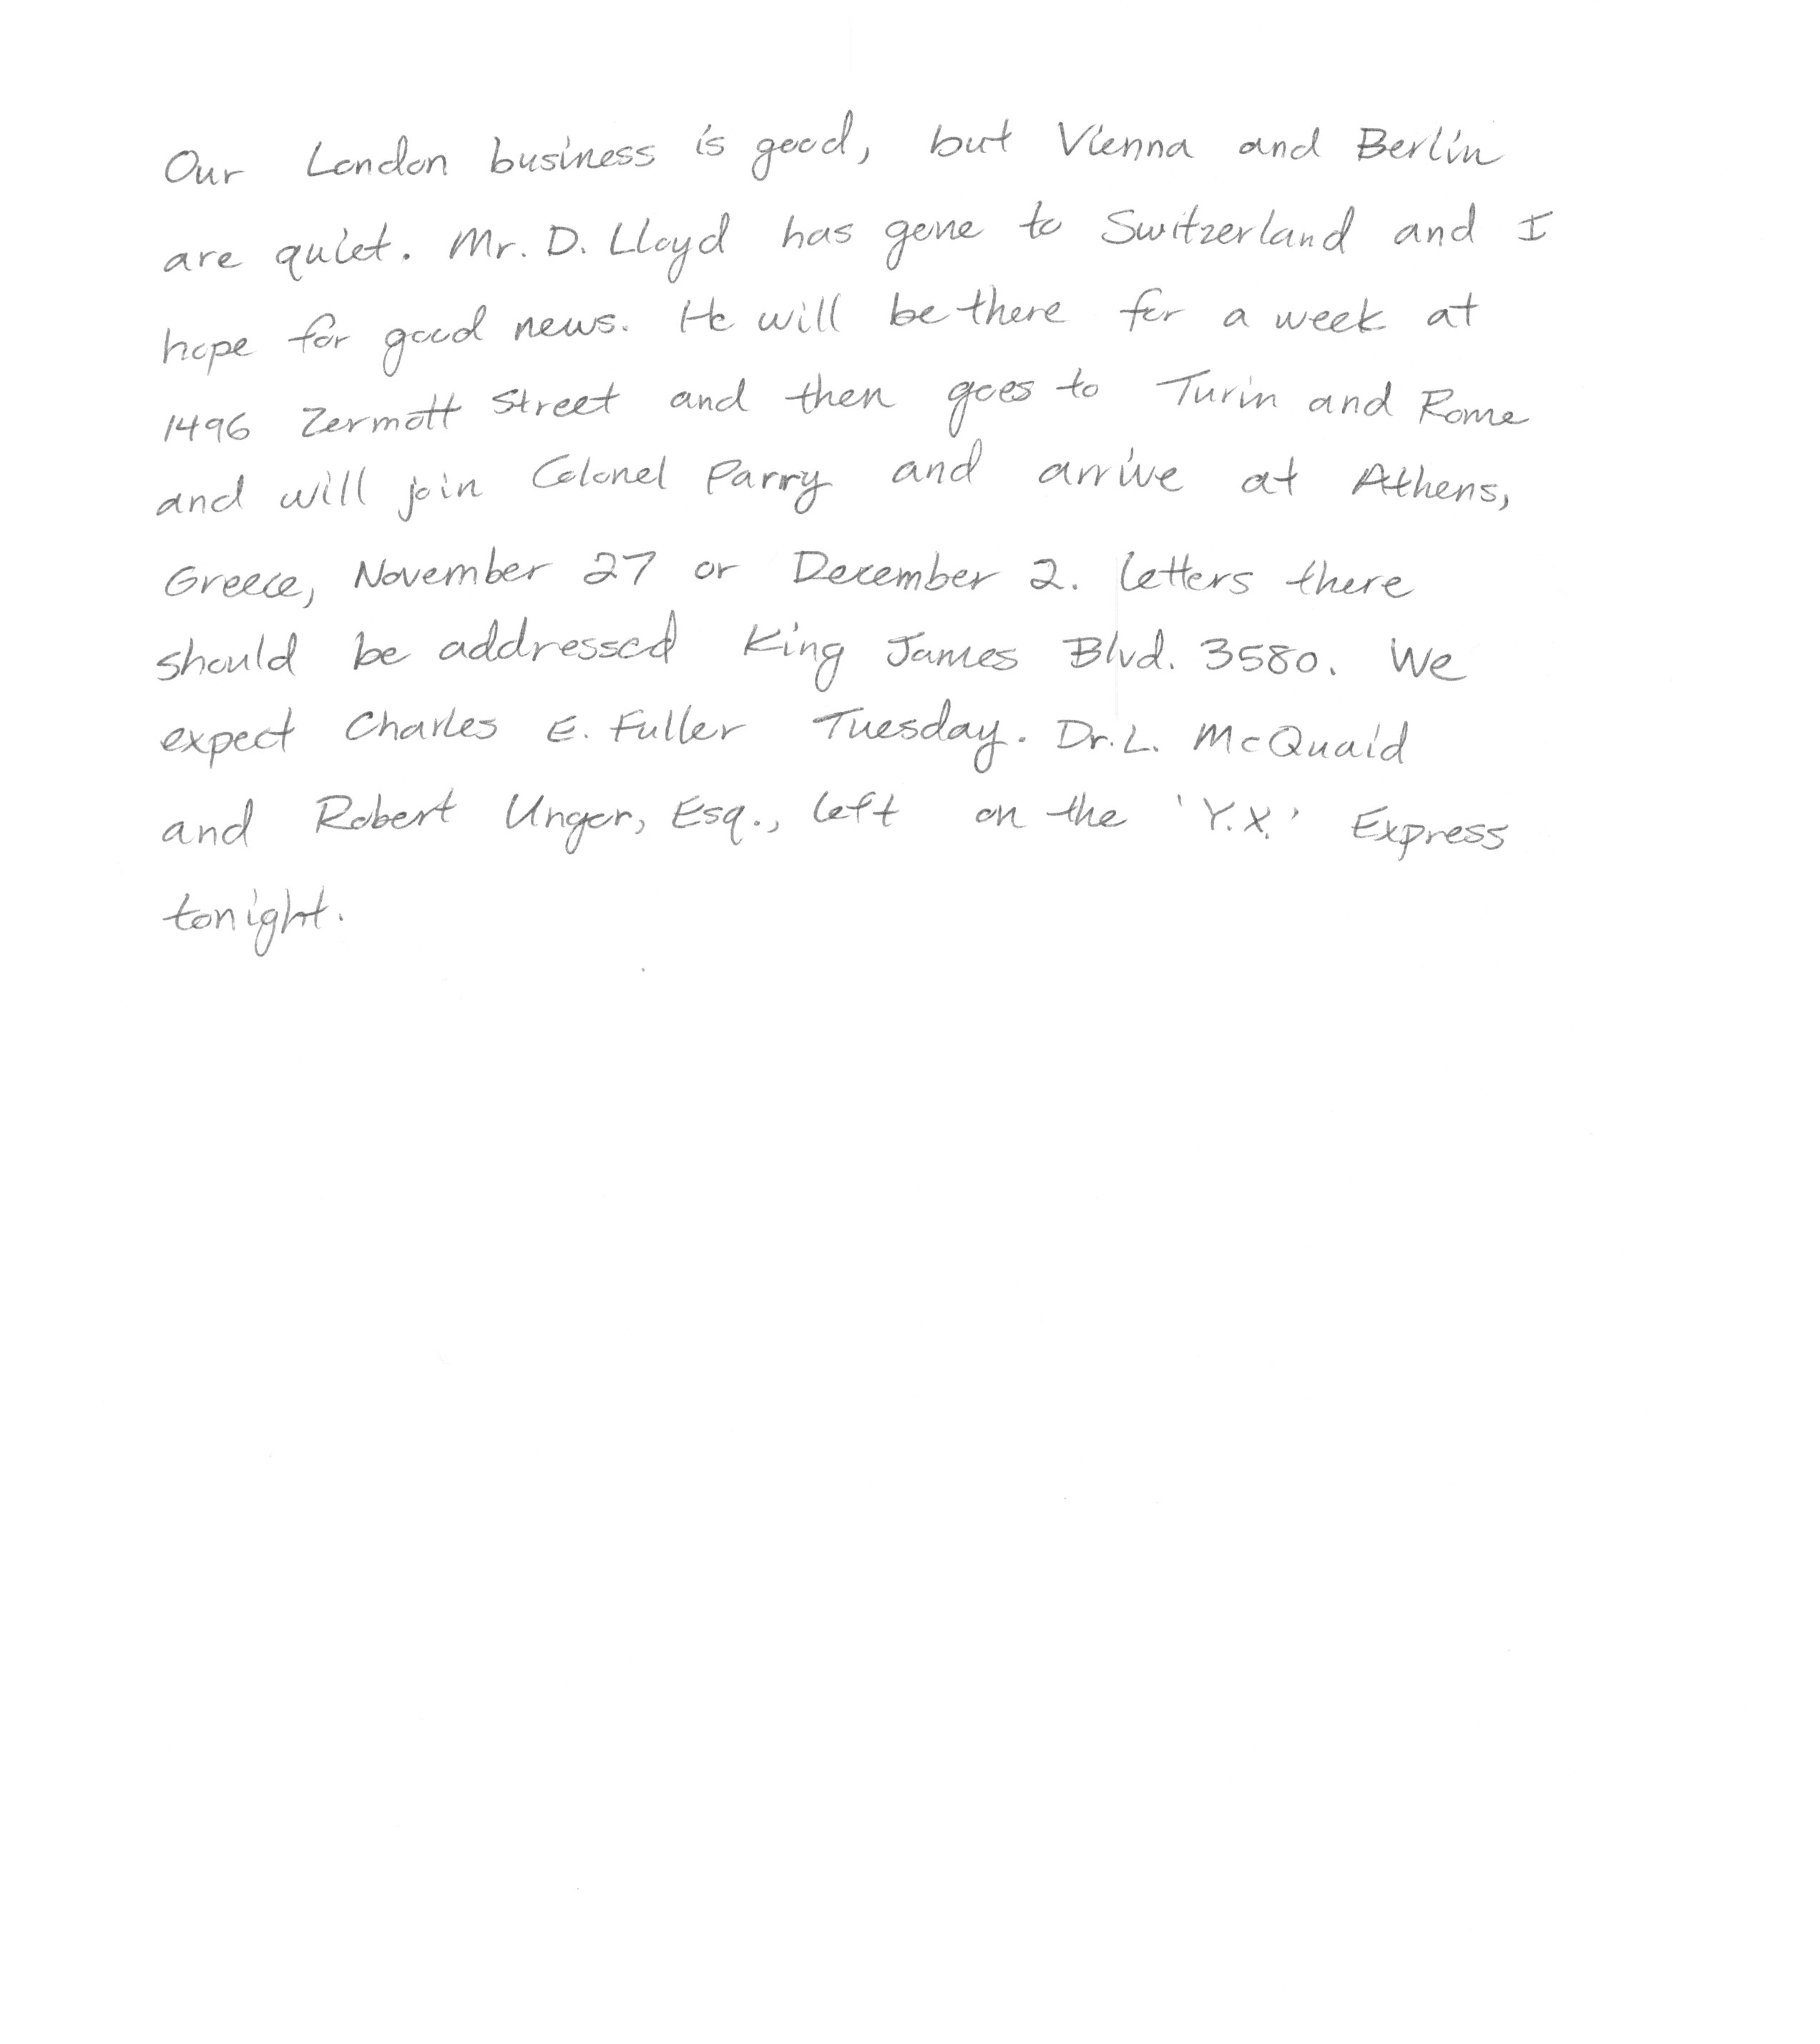 Our London business is good, but Vienna and Berlin
are quiet. Mr. D. Lloyd has gone to Switzerland and I
hope for good news. He will be there for a week at
1496 Zermott Street and then goes to Turin and Rome
and will join Colonel Parry and arrive at Athens,
Greece, November 27 or December 2. Letters there
should be addressed King James Blvd. 3580. We
expect Charles E. Fuller Tuesday. Dr. L. McQuaid
and Robert Unger, Esq., left on the 'Y.X.' Express
tonight.